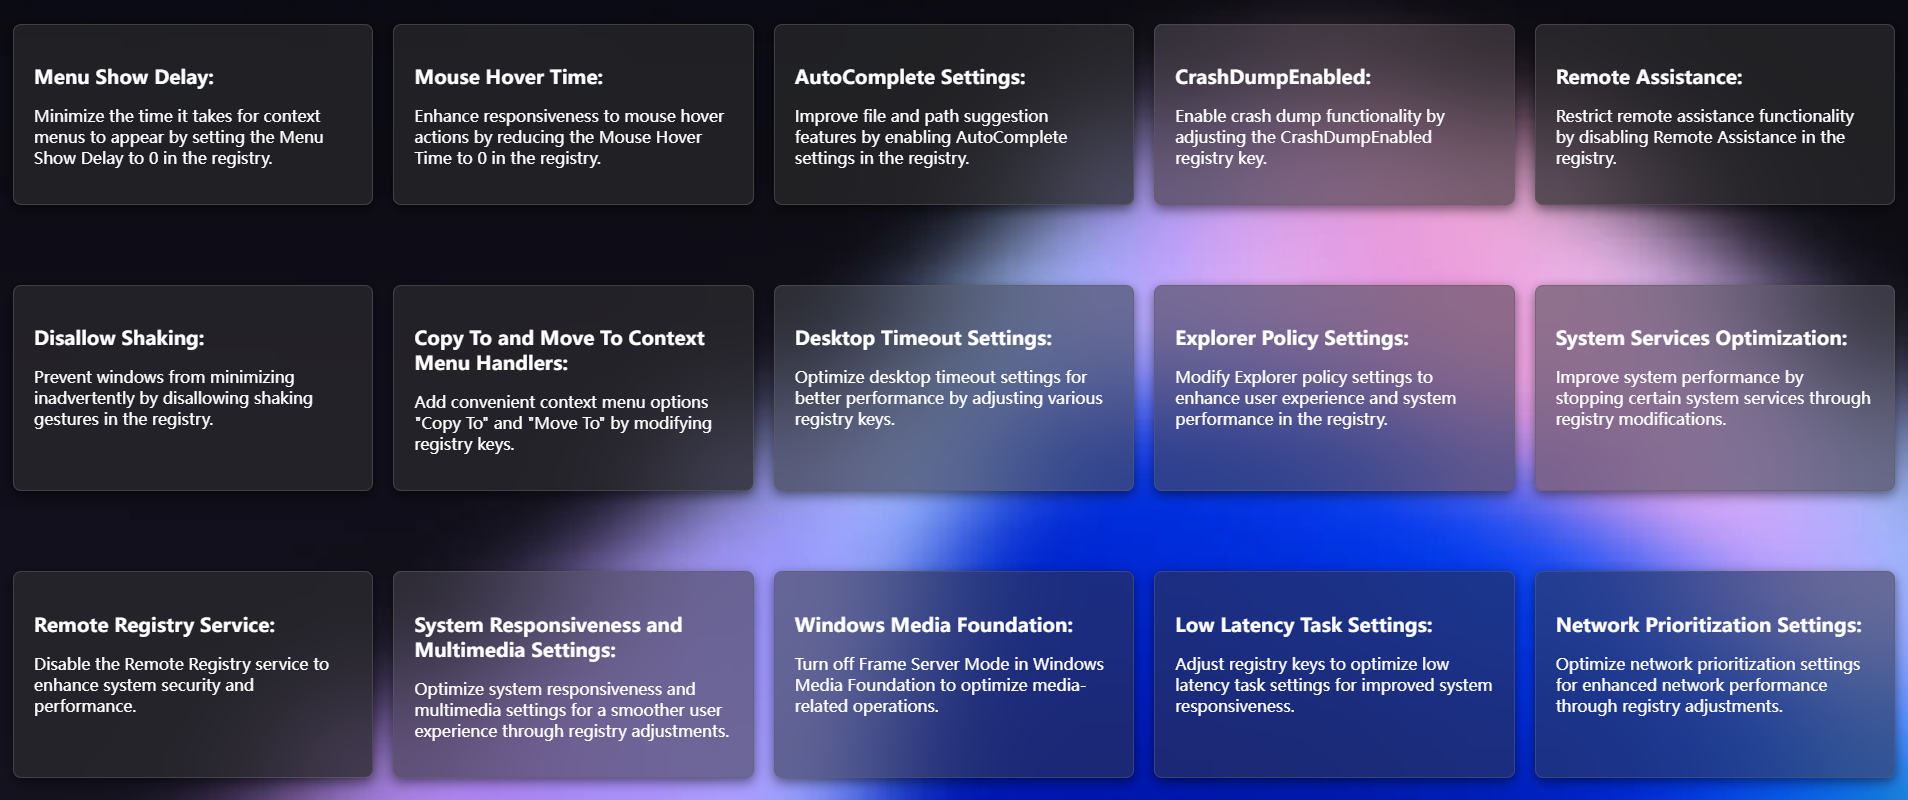 Menu Show Delay:
Minimize the time it takes for context
menus to appear by setting the Menu
Show Delay to 0 in the registry.
Mouse Hover Time:
Enhance responsiveness to mouse hover
actions by reducing the Mouse Hover
Time to 0 in the registry.
AutoComplete Settings:
Improve file and path suggestion
features by enabling AutoComplete
settings in the registry.
CrashDumpEnabled:
Enable crash dump functionality by
adjusting the CrashDumpEnabled
registry key.
Remote Assistance:
Restrict remote assistance functionality
by disabling Remote Assistance in the
registry.
Disallow Shaking:
Prevent windows from minimizing
inadvertently by disallowing shaking
gestures in the registry.
Copy To and Move To Context
Menu Handlers:
Add convenient context menu options
"Copy To" and "Move To" by modifying
registry keys.
Desktop Timeout Settings:
Optimize desktop timeout settings for
better performance by adjusting various
registry keys.
Explorer Policy Settings:
Modify Explorer policy settings to
enhance user experience and system
performance in the registry.
System Services Optimization:
Improve system performance by
stopping certain system services through
registry modifications.
Remote Registry Service:
Disable the Remote Registry service to
enhance system security and
performance.
System Responsiveness and
Multimedia Settings:
Optimize system responsiveness and
multimedia settings for a smoother user
experience through registry adjustments.
Windows Media Foundation:
Turn off Frame Server Mode in Windows
Media Foundation to optimize media-
related operations.
Low Latency Task Settings:
Adjust registry keys to optimize low
latency task settings for improved system
responsiveness.
Network Prioritization Settings:
Optimize network prioritization settings
for enhanced network performance
through registry adjustments.